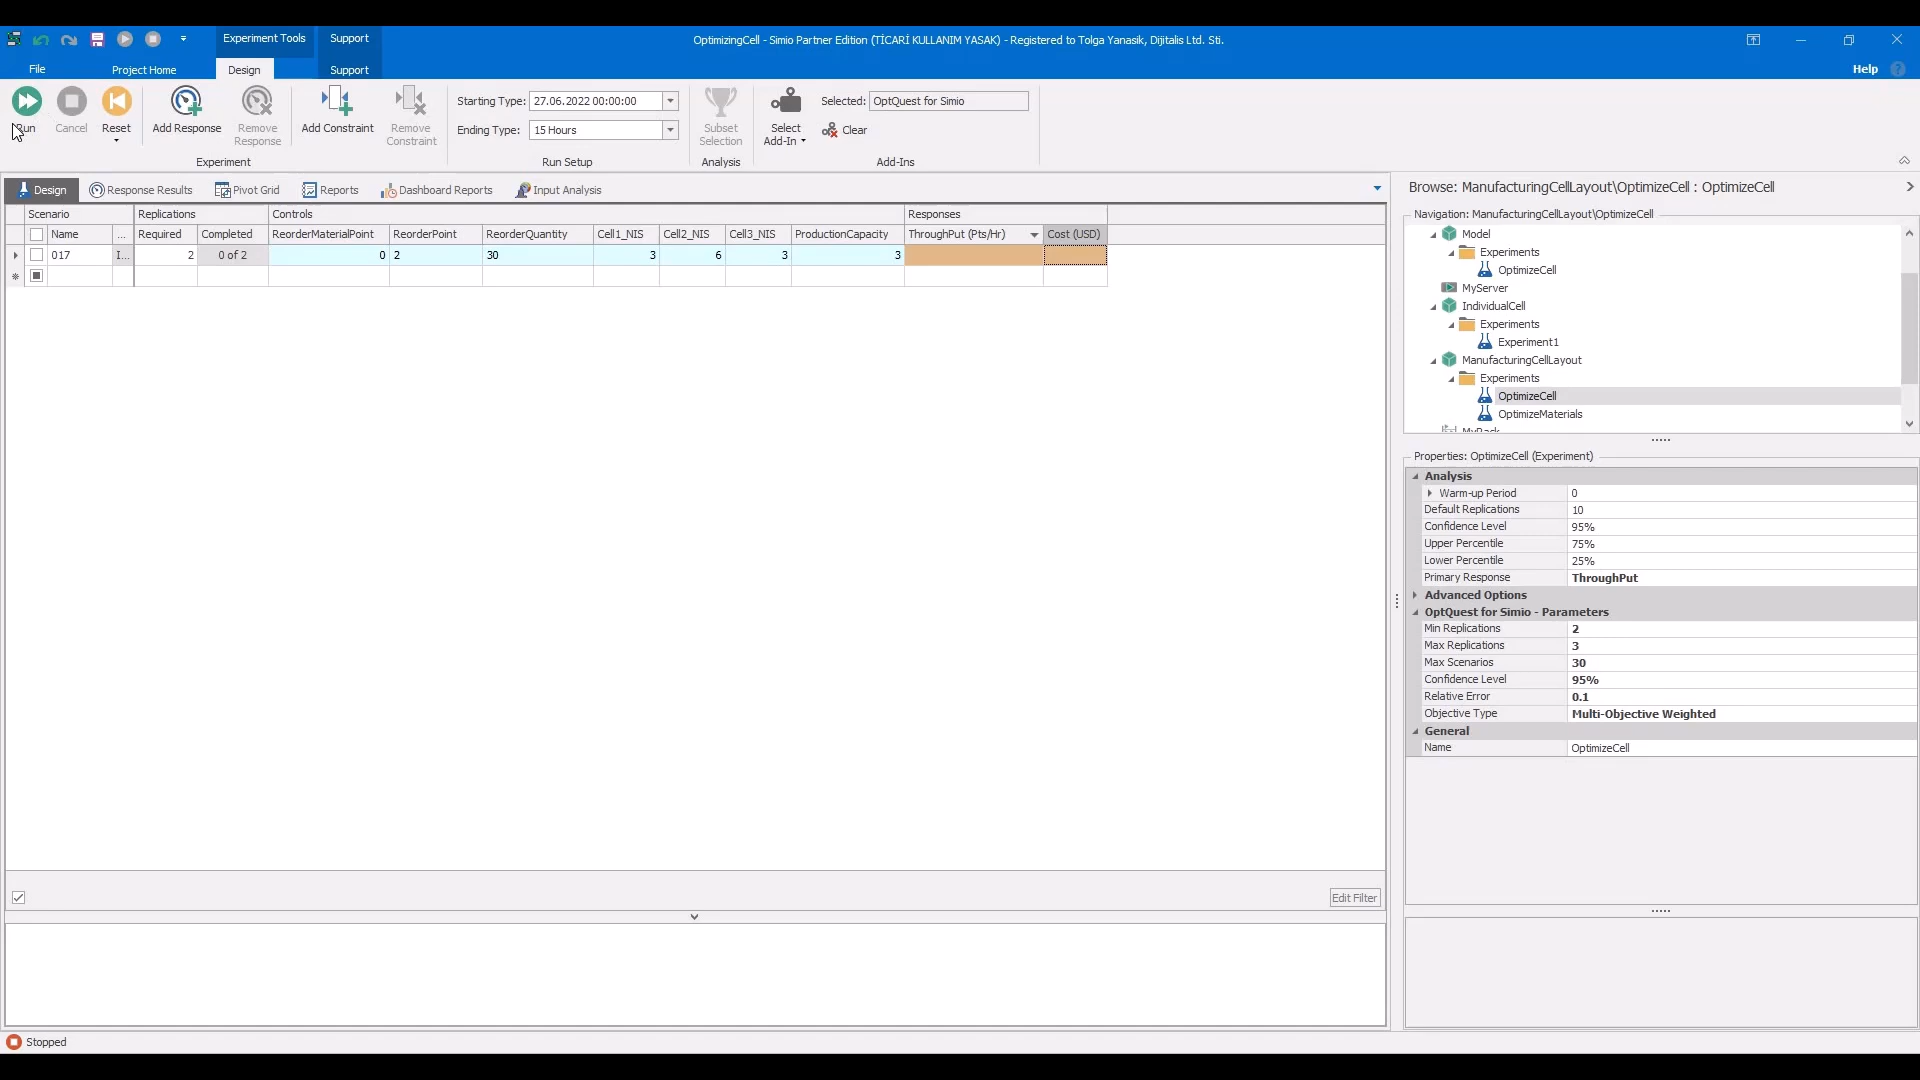 Experiment Tools Support
OptimizingCell - Simio Partner Edition (TİCARİ KULLANIM YASAK) - Registered to Tolga Yanasik, Dijitalis Ltd. Sti.
File Project Home Design Support Help
Run Cancel Reset Add Response Remove Response Add Constraint Remove Constraint
Experiment
Starting Type: 27.06.2022 00:00:00
Ending Type: 15 Hours
Run Setup
Subset Selection
Analysis
Select Add-In
Selected: OptQuest for Simio
Clear
Add-Ins
Design Response Results Pivot Grid Reports Dashboard Reports Input Analysis
Scenario Replications Controls Responses
Name ... Required Completed ReorderMaterialPoint ReorderPoint ReorderQuantity Cell1_NIS Cell2_NIS Cell3_NIS ProductionCapacity ThroughPut (Pts/Hr) Cost (USD)
017 I... 2 0 of 2 0 2 30 3 6 3 3
Edit Filter
Stopped
Browse: ManufacturingCellLayout\OptimizeCell : OptimizeCell
Navigation: ManufacturingCellLayout\OptimizeCell
Model
Experiments
OptimizeCell
MyServer
IndividualCell
Experiments
Experiment1
ManufacturingCellLayout
Experiments
OptimizeCell
OptimizeMaterials
MyRack
Properties: OptimizeCell (Experiment)
Analysis
Warm-up Period 0
Default Replications 10
Confidence Level 95%
Upper Percentile 75%
Lower Percentile 25%
Primary Response ThroughPut
Advanced Options
OptQuest for Simio - Parameters
Min Replications 2
Max Replications 3
Max Scenarios 30
Confidence Level 95%
Relative Error 0.1
Objective Type Multi-Objective Weighted
General
Name OptimizeCell